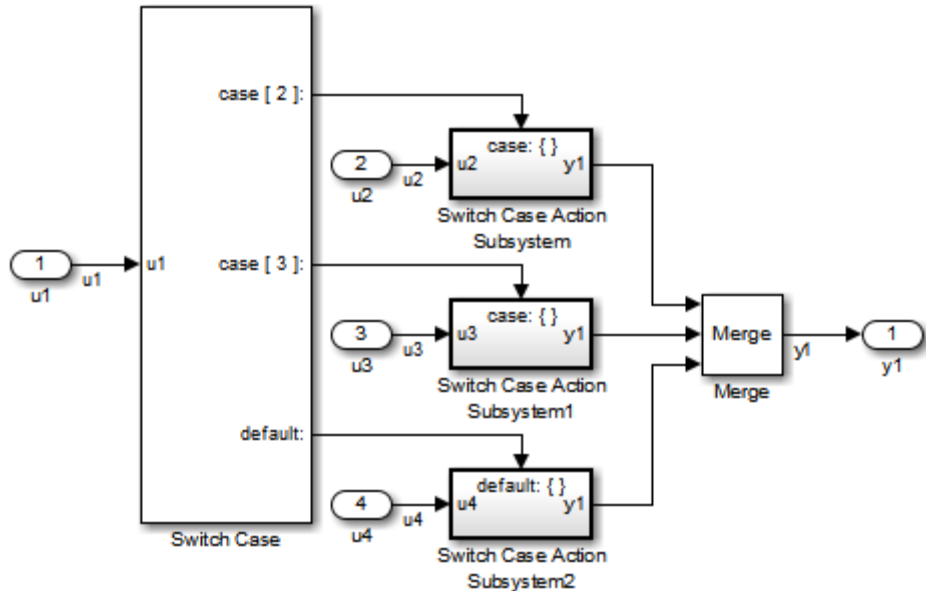 case [ 2 ]:
case: { }
2
u2
u2
y1
u2
Switch Case Action
Subsystem
1
u1
u1
u1
case [ 3 ]:
case: { }
3
u3
u3
y1
u3
Switch Case Action
Subsystem1
Merge
y1
1
y1
Merge
default:
default: { }
4
u4
u4
y1
u4
Switch Case Action
Subsystem2
Switch Case